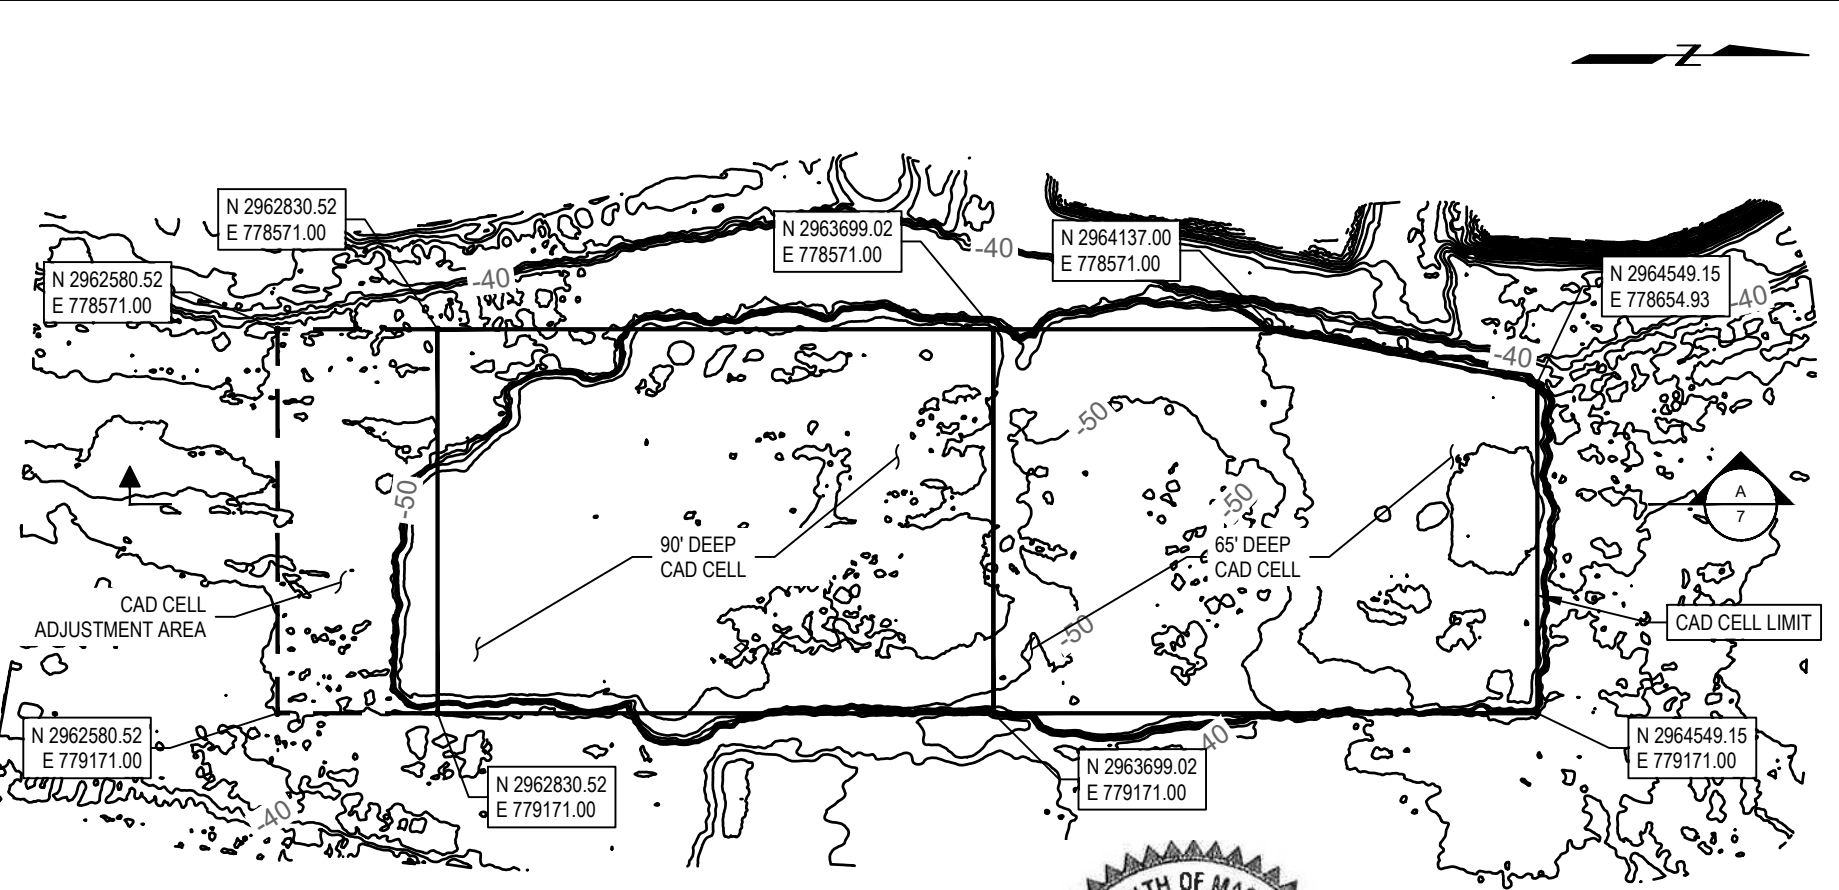 Z
N 2962830.52
E 778571.00
N 2963699.02
E 778571.00
N 2964137.00
E 778571.00
N 2962580.52
E 778571.00
N 2964549.15
E 778654.93
-40
-40
-40
-40
-50
-50
-50
A
7
90' DEEP
CAD CELL
65' DEEP
CAD CELL
CAD CELL
ADJUSTMENT AREA
CAD CELL LIMIT
-50
N 2962580.52
E 779171.00
N 2962830.52
E 779171.00
N 2963699.02
E 779171.00
N 2964549.15
E 779171.00
-40
-40
TH OF MAS